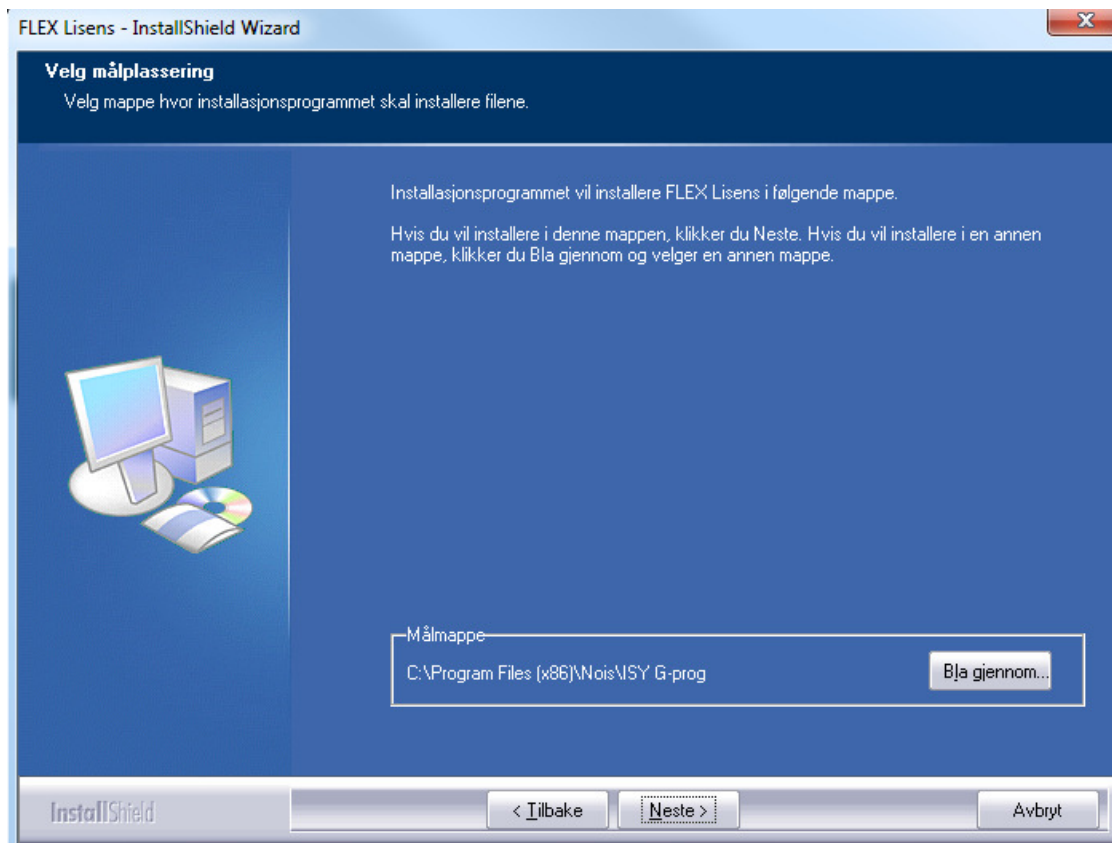 FLEX Lisens - InstallShield Wizard
Velg målplassering
Velg mappe hvor installasjonsprogrammet skal installere filene.
Installasjonsprogrammet vil installere FLEX Lisens i følgende mappe.
Hvis du vil installere i denne mappen, klikker du Neste. Hvis du vil installere i en annen
mappe, klikker du Bla gjennom og velger en annen mappe.
Målmappe
C:\Program Files (x86)\Nois\ISY G-prog
Bla gjennom...
InstallShield
< Tilbake
Neste >
Avbryt